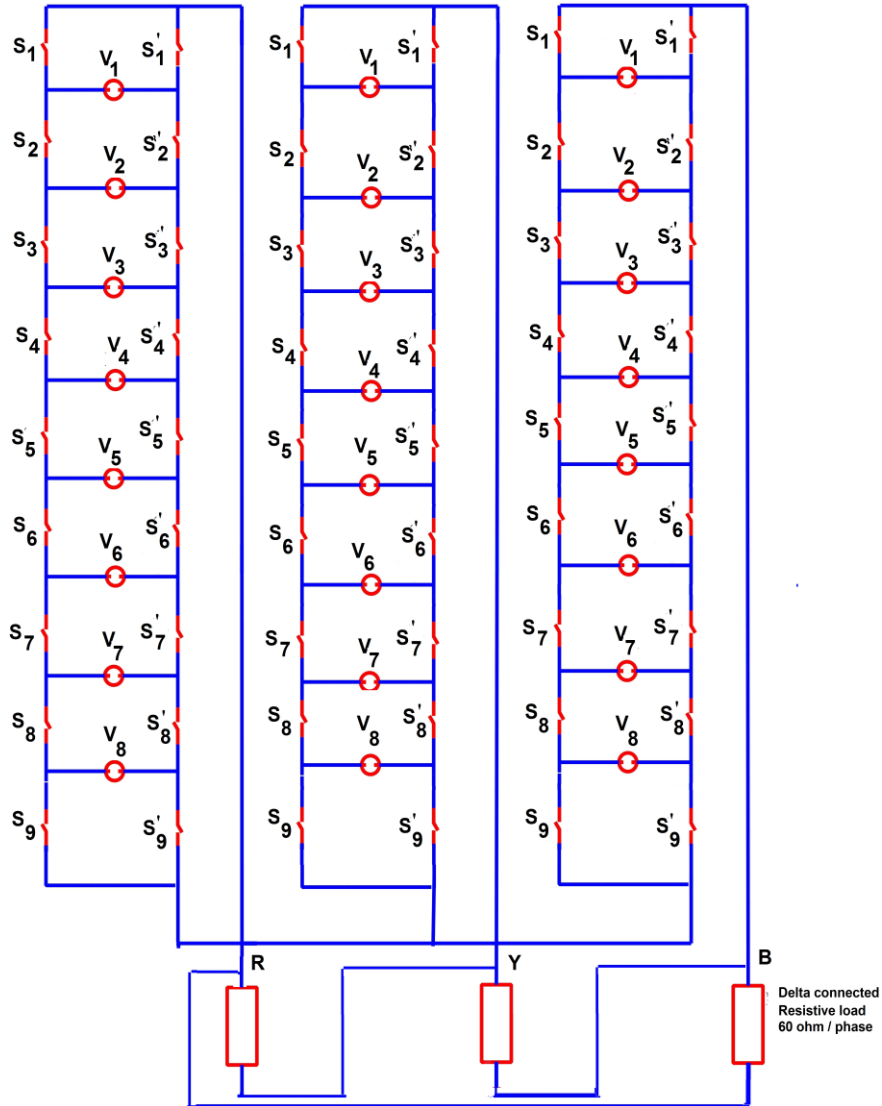 S1 V1 S'1
S2 V2 S'2
S3 V3 S'3
S4 V4 S'4
S5 V5 S'5
S6 V6 S'6
S7 V7 S'7
S8 V8 S'8
S9 S'9
S1 V1 S'1
S2 V2 S'2
S3 V3 S'3
S4 V4 S'4
S5 V5 S'5
S6 V6 S'6
S7 V7 S'7
S8 V8 S'8
S9 S'9
S1 V1 S'1
S2 V2 S'2
S3 V3 S'3
S4 V4 S'4
S5 V5 S'5
S6 V6 S'6
S7 V7 S'7
S8 V8 S'8
S9 S'9
R Y B
Delta connected
Resistive load
60 ohm / phase